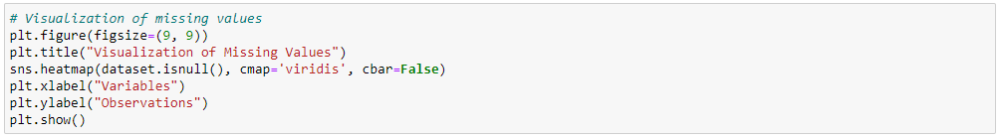 # Visualization of missing values
plt.figure(figsize=(9, 9))
plt.title("Visualization of Missing Values")
sns.heatmap(dataset.isnull(), cmap='viridis', cbar=False)
plt.xlabel("Variables")
plt.ylabel("Observations")
plt.show()